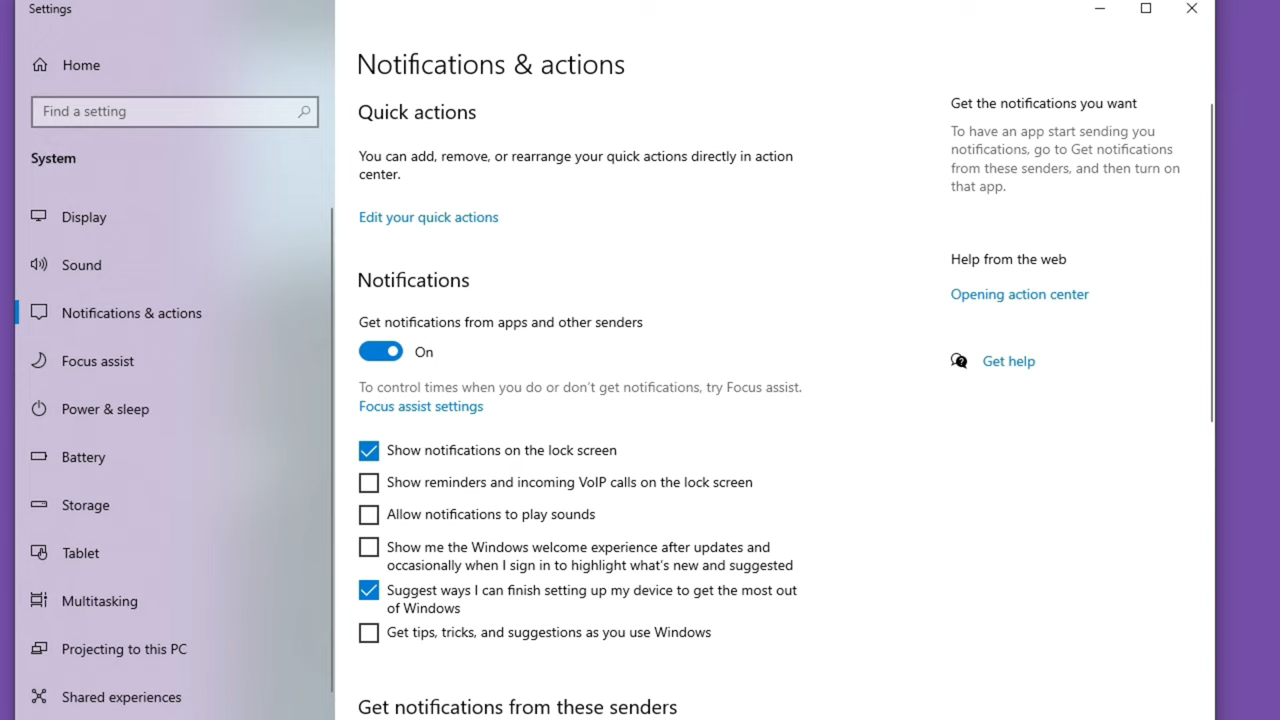 Settings
Home
Find a setting
System
Display
Sound
Notifications & actions
Focus assist
Power & sleep
Battery
Storage
Tablet
Multitasking
Projecting to this PC
Shared experiences
Notifications & actions
Quick actions
You can add, remove, or rearrange your quick actions directly in action
center.
Edit your quick actions
Notifications
Get notifications from apps and other senders
On
To control times when you do or don't get notifications, try Focus assist.
Focus assist settings
Show notifications on the lock screen
Show reminders and incoming VoIP calls on the lock screen
Allow notifications to play sounds
Show me the Windows welcome experience after updates and
occasionally when I sign in to highlight what's new and suggested
Suggest ways I can finish setting up my device to get the most out
of Windows
Get tips, tricks, and suggestions as you use Windows
Get notifications from these senders
Get the notifications you want
To have an app start sending you
notifications, go to Get notifications
from these senders, and then turn on
that app.
Help from the web
Opening action center
Get help